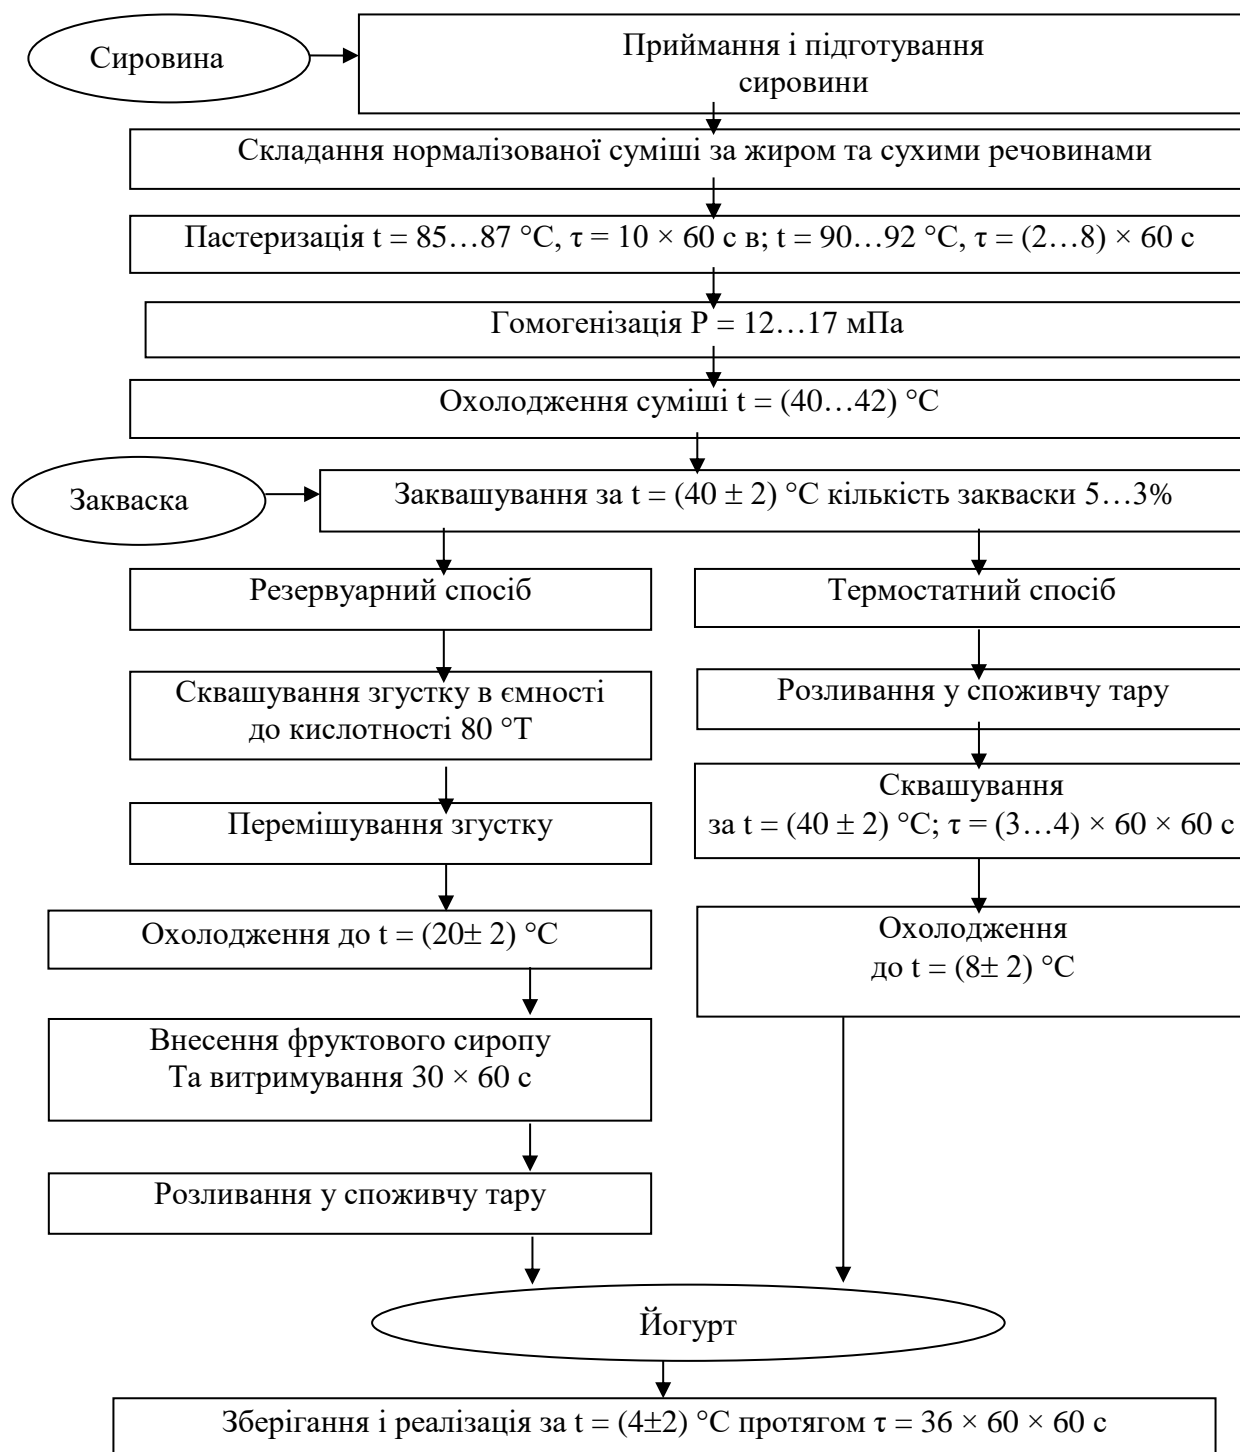 Сировина
Приймання і підготування
сировини
Складання нормалізованої суміші за жиром та сухими речовинами
Пастеризація t = 85…87 °С, τ = 10 × 60 с в; t = 90…92 °С, τ = (2…8) × 60 с
Гомогенізація Р = 12…17 мПа
Охолодження суміші t = (40…42) °С
Закваска
Заквашування за t = (40 ± 2) °С кількість закваски 5…3%
Резервуарний спосіб
Сквашування згустку в ємності
до кислотності 80 °Т
Перемішування згустку
Охолодження до t = (20± 2) °С
Внесення фруктового сиропу
Та витримування 30 × 60 с
Розливання у споживчу тару
Термостатний спосіб
Розливання у споживчу тару
Сквашування
за t = (40 ± 2) °С; τ = (3…4) × 60 × 60 с
Охолодження
до t = (8± 2) °С
Йогурт
Зберігання і реалізація за t = (4±2) °С протягом τ = 36 × 60 × 60 с